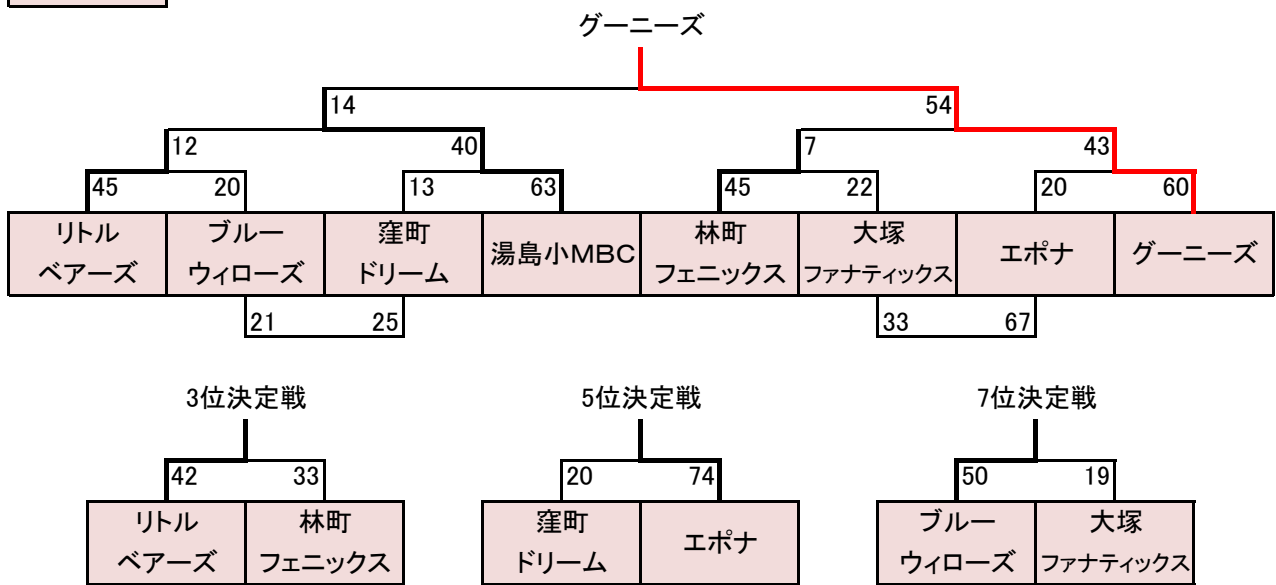 グーニーズ
14 54
12 40 7 43
45 20 13 63 45 22 20 60
リトル ブルー 窪町 湯島小MBC 林町 大塚 エポナ グーニーズ
ベアーズ ウィローズ ドリーム フェニックス ファナティックス
21 25 33 67
3位決定戦 5位決定戦 7位決定戦
42 33 20 74 50 19
リトル 林町 窪町 エポナ ブルー 大塚
ベアーズ フェニックス ドリーム ウィローズ ファナティックス